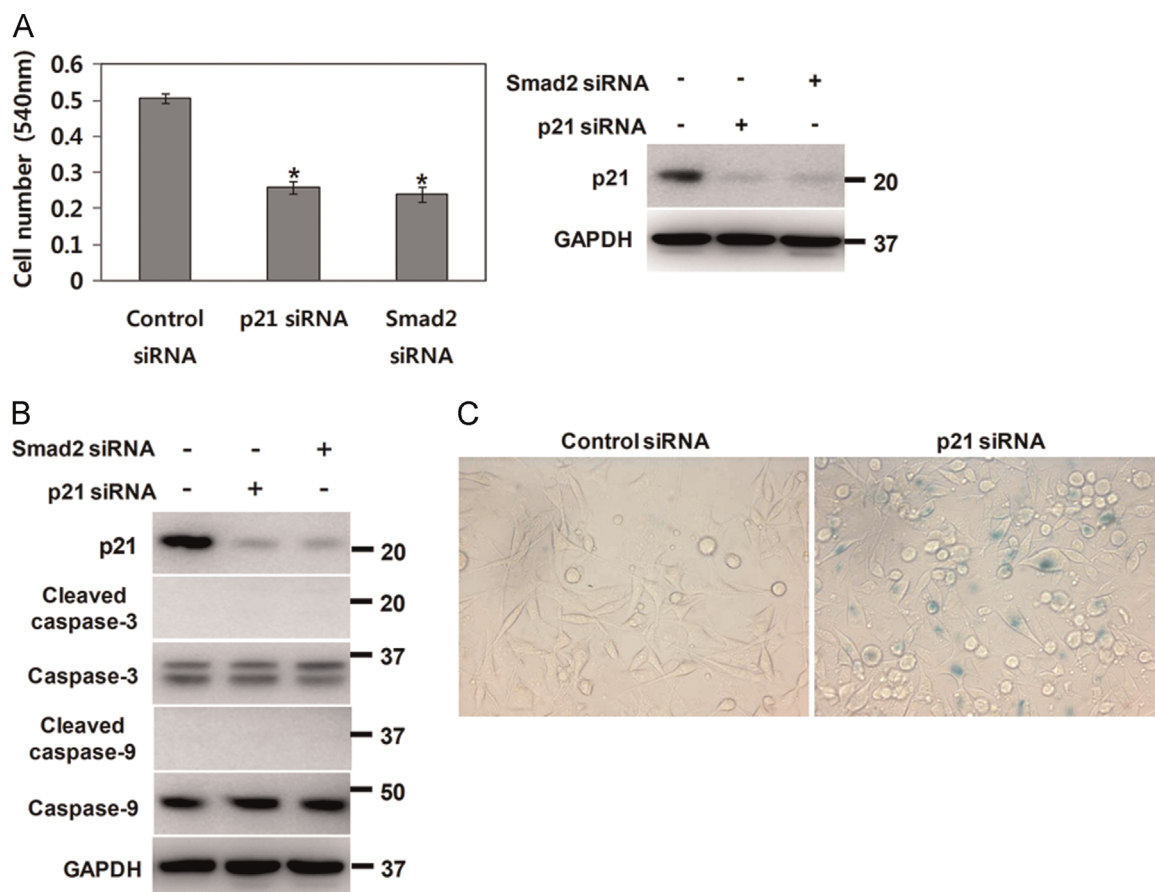 A
Cell number (540nm)
0.6
0.5
0.4
0.3
0.2
0.1
0
* *
Control siRNA
p21 siRNA
Smad2 siRNA
Smad2 siRNA - - +
p21 siRNA - + -
p21 20
GAPDH 37
B
Smad2 siRNA - - +
p21 siRNA - + -
p21 20
Cleaved caspase-3 20
Caspase-3 37
Cleaved caspase-9 37
Caspase-9 50
GAPDH 37
C
Control siRNA p21 siRNA